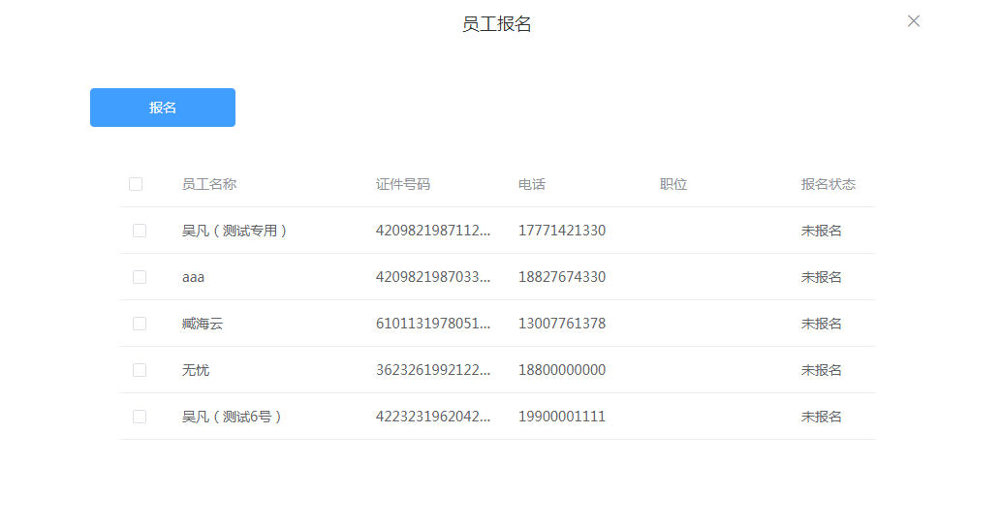 员工报名
报名
员工名称 证件号码 电话 职位 报名状态
吴凡（测试专用） 4209821987112... 17771421330 未报名
aaa 4209821987033... 18827674330 未报名
臧海云 6101131978051... 13007761378 未报名
无忧 3623261992122... 18800000000 未报名
吴凡（测试6号） 4223231962042... 19900001111 未报名